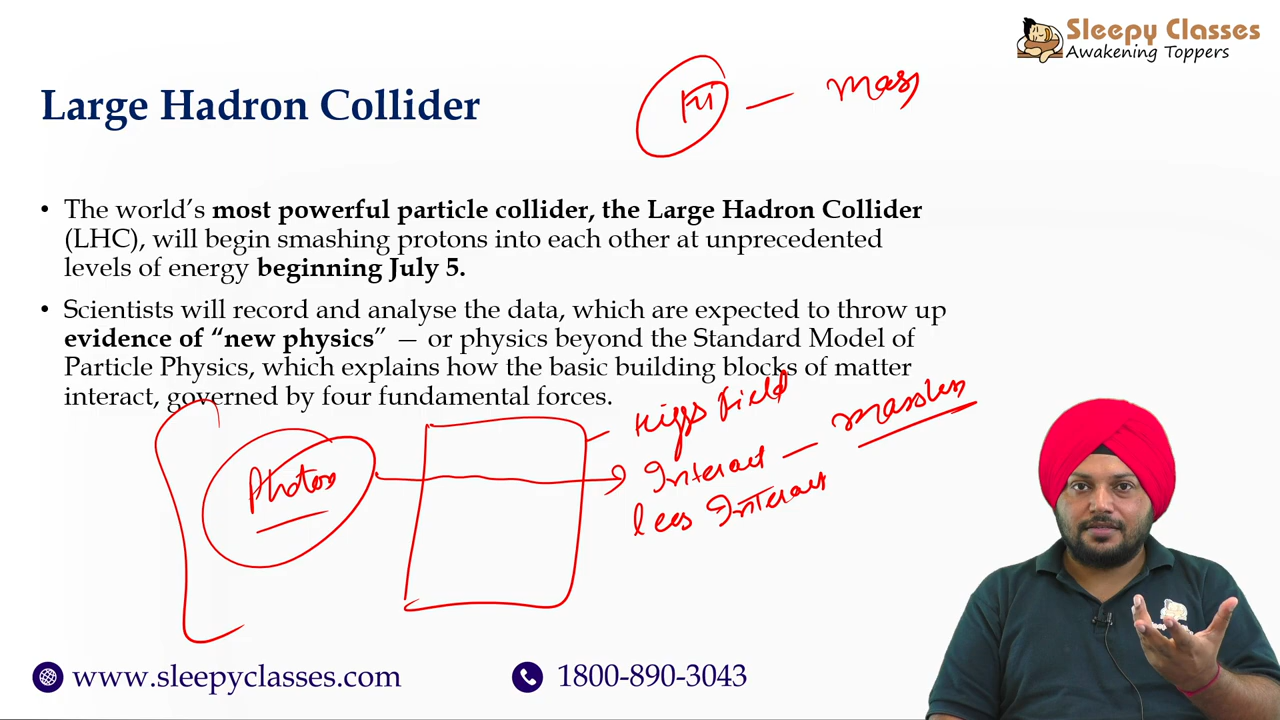 Sleepy Classes
Awakening Toppers
Large Hadron Collider
Mass
• The world’s most powerful particle collider, the Large Hadron Collider
(LHC), will begin smashing protons into each other at unprecedented
levels of energy beginning July 5.
• Scientists will record and analyse the data, which are expected to throw up
evidence of “new physics” — or physics beyond the Standard Model of
Particle Physics, which explains how the basic building blocks of matter
interact, governed by four fundamental forces.
Higgs Field
Photon
Interact — massless
less Interact
www.sleepyclasses.com
1800-890-3043